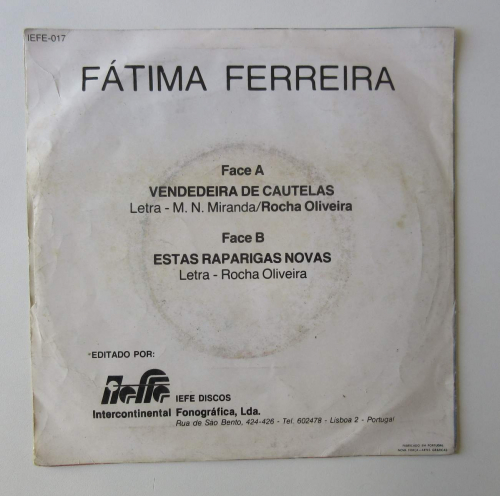 IEFE-017
FÁTIMA FERREIRA
Face A
VENDEDEIRA DE CAUTELAS
Letra - M. N. Miranda/Rocha Oliveira
Face B
ESTAS RAPARIGAS NOVAS
Letra - Rocha Oliveira
EDITADO POR:
Ieffe IEFE DISCOS
Intercontinental Fonográfica, Lda.
Rua de São Bento, 424-426 - Tel. 602478 - Lisboa 2 - Portugal